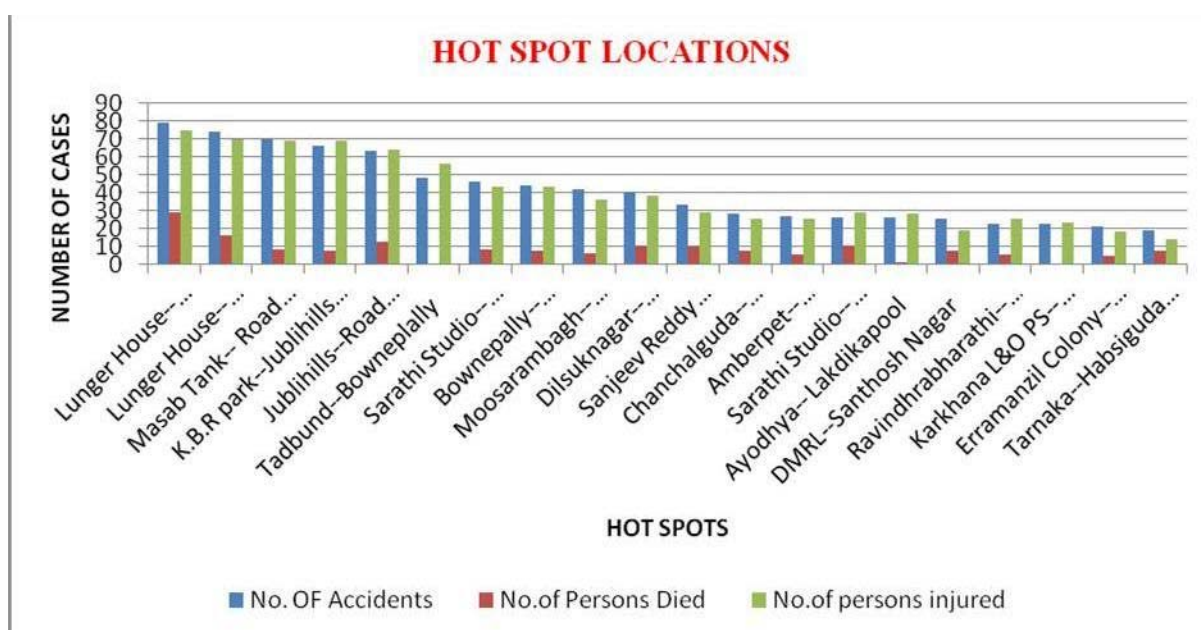 HOT SPOT LOCATIONS
NUMBER OF CASES
90
80
70
60
50
40
30
20
10
0
Lunger House--...
Lunger House--...
Masab Tank-- Road...
K.B.R park--Jublihills...
Jublihills--Road...
Tadbund--Bowneplally
Sarathi Studio--...
Bownepally--...
Moosarambagh--...
Dilsuknagar--...
Sanjeev Reddy...
Chanchalguda--...
Amberpet--...
Sarathi Studio--...
Ayodhya-- Lakdikapool
DMRL--Santhosh Nagar
Ravindhrabharathi--...
Karkhana L&O PS--...
Erramanzil Colony--...
Tarnaka--Habsiguda...
HOT SPOTS
No. OF Accidents
No.of Persons Died
No.of persons injured